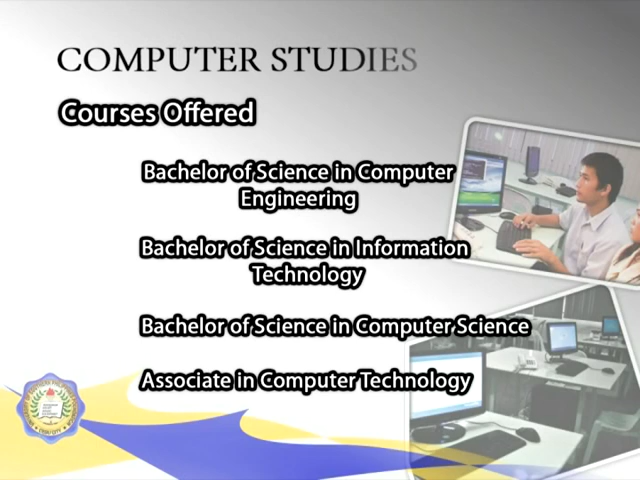 COMPUTER STUDIES
Courses Offered
Bachelor of Science in Computer
Engineering
Bachelor of Science in Information
Technology
Bachelor of Science in Computer Science
Associate in Computer Technology